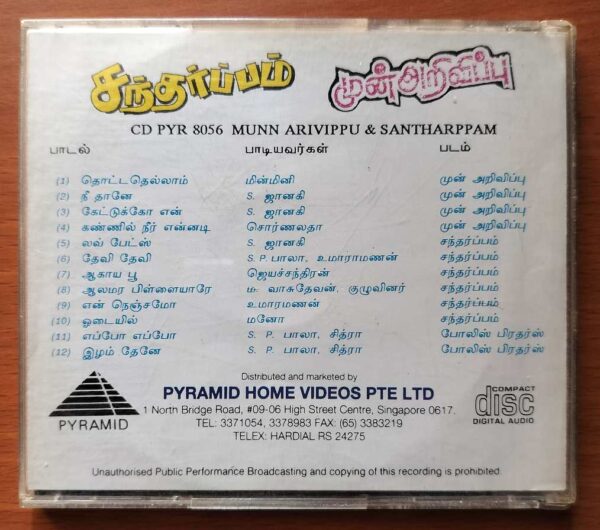 சந்தர்ப்பம் முன் அறிவிப்பு
CD PYR 8056 MUNN ARIVIPPU & SANTHARPPAM
பாடல் பாடியவர்கள் படம்
(1) தொட்டதெல்லாம் மின்மினி முன் அறிவிப்பு
(2) நீ தானே S. ஜானகி முன் அறிவிப்பு
(3) கேட்டுக்கோ என் S. ஜானகி முன் அறிவிப்பு
(4) கண்ணில் நீர் என்னடி சொர்ணலதா முன் அறிவிப்பு
(5) லவ் பேட்ஸ் S. ஜானகி சந்தர்ப்பம்
(6) தேவி தேவி S. P. பாலா, உமாராமணன் சந்தர்ப்பம்
(7) ஆகாய பூ ஜெயச்சந்திரன் சந்தர்ப்பம்
(8) ஆலமர பிள்ளையாரே ம. வாசுதேவன், குழுவினர் சந்தர்ப்பம்
(9) என் நெஞ்சமோ உமாரமணன் சந்தர்ப்பம்
(10) ஓடையில் மனோ சந்தர்ப்பம்
(11) எப்போ எப்போ S. P. பாலா, சித்ரா போலிஸ் பிரதர்ஸ்
(12) இழம் தேனே S. P. பாலா, சித்ரா போலிஸ் பிரதர்ஸ்
Distributed and marketed by
PYRAMID HOME VIDEOS PTE LTD
1 North Bridge Road, #09-06 High Street Centre, Singapore 0617.
TEL: 3371054, 3378983 FAX: (65) 3383219
TELEX: HARDIAL RS 24275
PYRAMID
COMPACT
disc
DIGITAL AUDIO
Unauthorised Public Performance Broadcasting and copying of this recording is prohibited.